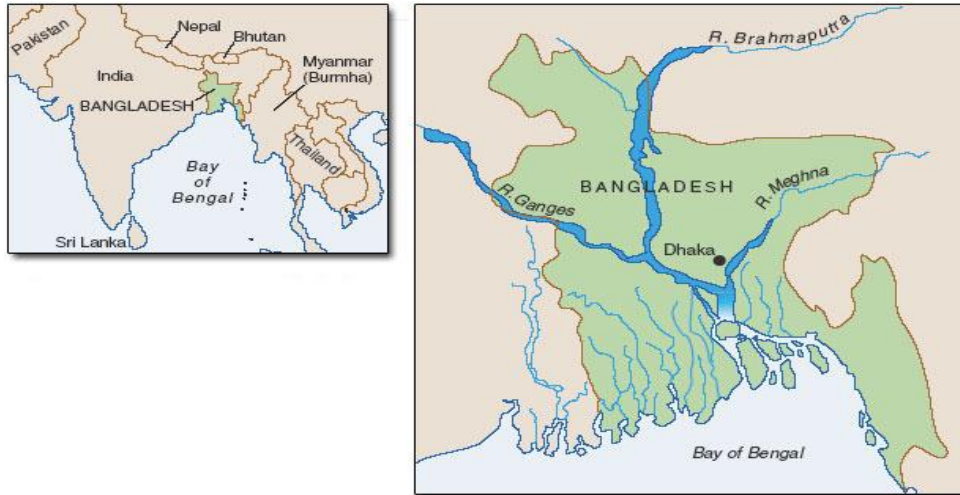 Pakistan
Nepal
Bhutan
India
Myanmar
(Burmha)
BANGLADESH
Thailand
Bay
of
Bengal
Sri Lanka
R. Brahmaputra
BANGLADESH
R. Meghna
R. Ganges
Dhaka
Bay of Bengal